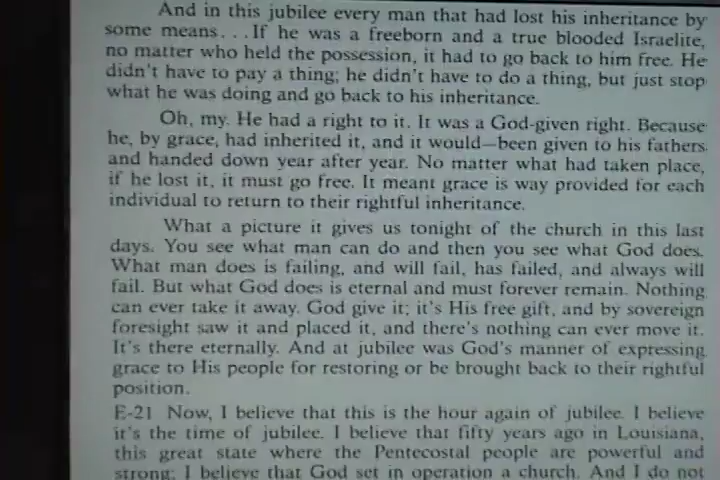 And in this jubilee every man that had lost his inheritance by
some means. . .If he was a freeborn and a true blooded Israelite,
no matter who held the possession, it had to go back to him free. He
didn't have to pay a thing; he didn't have to do a thing, but just stop
what he was doing and go back to his inheritance.
Oh, my. He had a right to it. It was a God-given right. Because
he, by grace, had inherited it, and it would—been given to his fathers
and handed down year after year. No matter what had taken place,
if he lost it, it must go free. It meant grace is way provided for each
individual to return to their rightful inheritance.
What a picture it gives us tonight of the church in this last
days. You see what man can do and then you see what God does.
What man does is failing, and will fail, has failed, and always will
fail. But what God does is eternal and must forever remain. Nothing
can ever take it away. God give it; it's His free gift, and by sovereign
foresight saw it and placed it, and there's nothing can ever move it.
It's there eternally. And at jubilee was God's manner of expressing
grace to His people for restoring or be brought back to their rightful
position.
E-21 Now, I believe that this is the hour again of jubilee. I believe
it's the time of jubilee. I believe that fifty years ago in Louisiana,
this great state where the Pentecostal people are powerful and
strong; I believe that God set in operation a church. And I do not